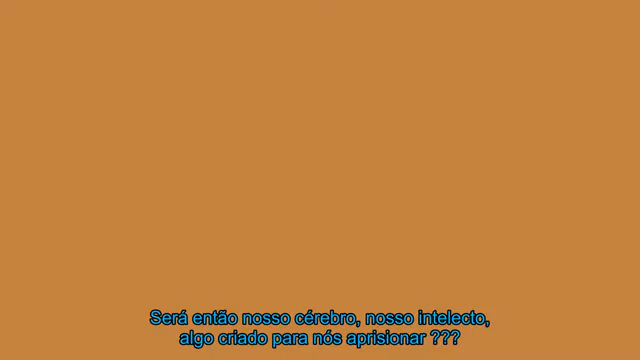 Será então nosso cérebro, nosso intelecto,
algo criado para nós aprisionar ???